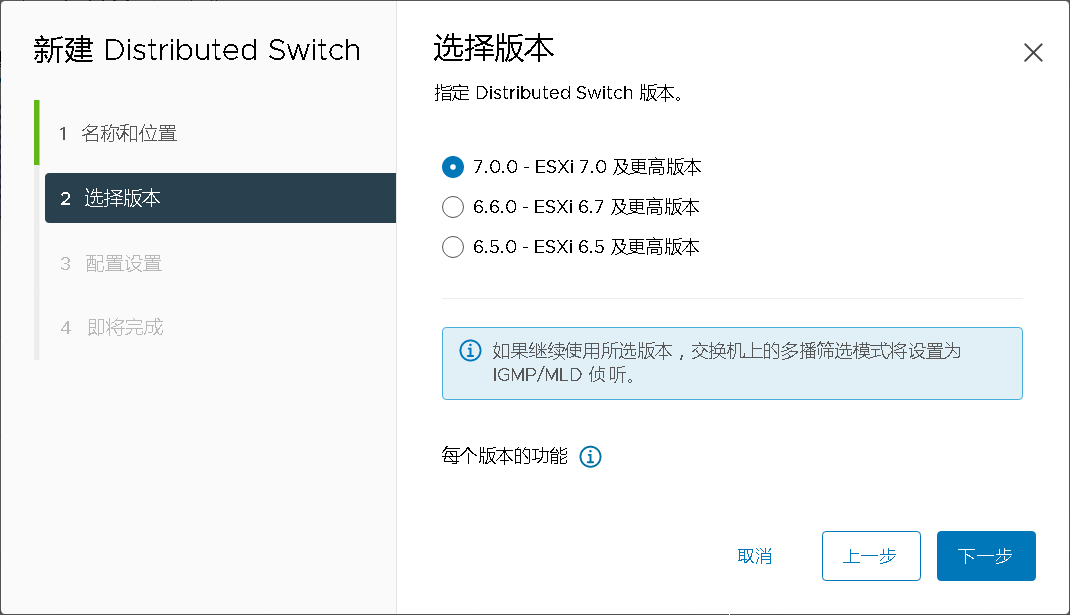 新建 Distributed Switch
1 名称和位置
2 选择版本
3 配置设置
4 即将完成
选择版本
指定 Distributed Switch 版本。
7.0.0 - ESXi 7.0 及更高版本
6.6.0 - ESXi 6.7 及更高版本
6.5.0 - ESXi 6.5 及更高版本
如果继续使用所选版本，交换机上的多播筛选模式将设置为
IGMP/MLD 侦听。
每个版本的功能
取消
上一步
下一步